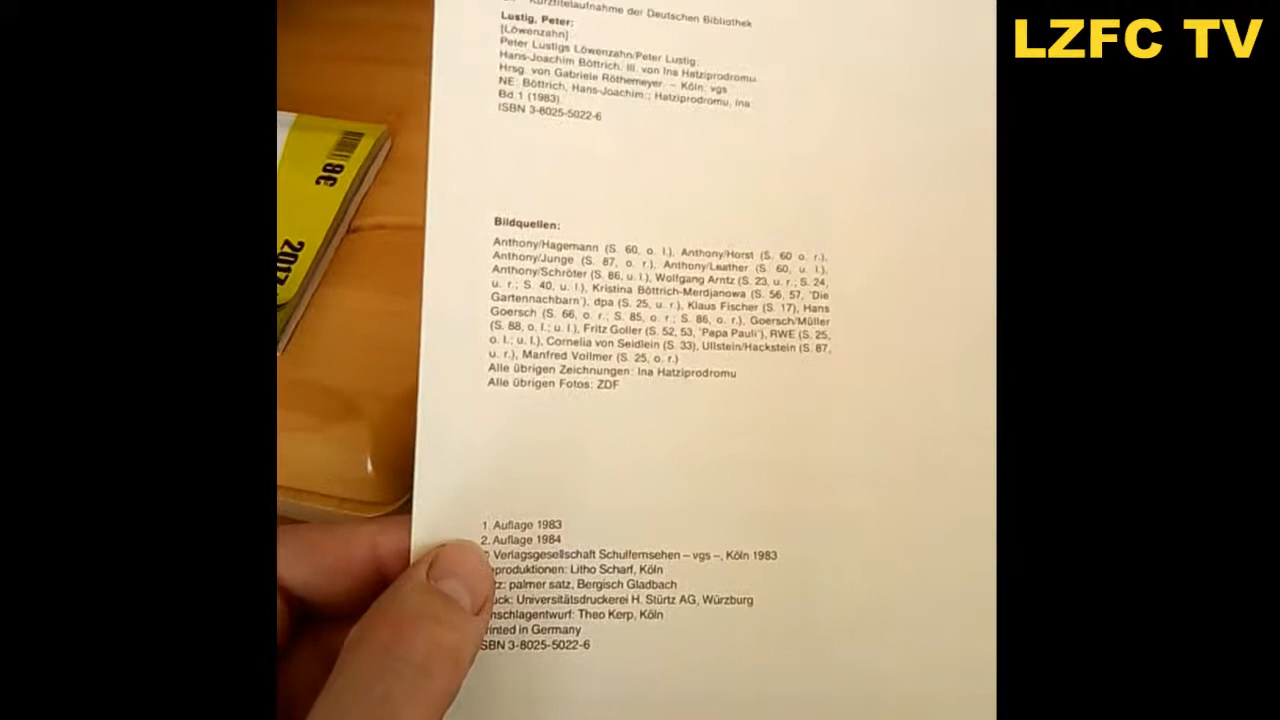 LZFC TV
Kurztitelaufnahme der Deutschen Bibliothek
Lustig, Peter:
[Löwenzahn]
Peter Lustigs Löwenzahn/Peter Lustig;
Hans-Joachim Böttrich. Ill. von Ina Hatziprodromu.
Hrsg. von Gabriele Röthemeyer. – Köln: vgs
NE: Böttrich, Hans-Joachim:; Hatziprodromu, Ina:
Bd.1 (1983).
ISBN 3-8025-5022-6
8€
2017
Bildquellen:
Anthony/Hagemann (S. 60, o. l.), Anthony/Horst (S. 60 o. r.),
Anthony/Junge (S. 87, o. r.), Anthony/Leather (S. 60, u. l.),
Anthony/Schröter (S. 86, u. l.), Wolfgang Arntz (S. 23, u. r.; S. 24,
u. r.; S. 40, u. l.), Kristina Böttrich-Merdjanowa (S. 56, 57, 'Die
Gartennachbarn'), dpa (S. 25, u. r.), Klaus Fischer (S. 17), Hans
Goersch (S. 66, o. r.; S. 85, o. r.; S. 86, o. r.), Goersch/Müller
(S. 88, o. l.; u. l.), Fritz Goller (S. 52, 53, 'Papa Pauli'), RWE (S. 25,
o. l.; u. l.), Cornelia von Seidlein (S. 33), Ullstein/Hackstein (S. 87,
u. r.), Manfred Vollmer (S. 25, o. r.)
Alle übrigen Zeichnungen: Ina Hatziprodromu
Alle übrigen Fotos: ZDF
1. Auflage 1983
2. Auflage 1984
Verlagsgesellschaft Schulfernsehen – vgs –, Köln 1983
produktionen: Litho Scharf, Köln
tz: palmer satz, Bergisch Gladbach
uck: Universitätsdruckerei H. Stürtz AG, Würzburg
nschlagentwurf: Theo Kerp, Köln
rinted in Germany
SBN 3-8025-5022-6